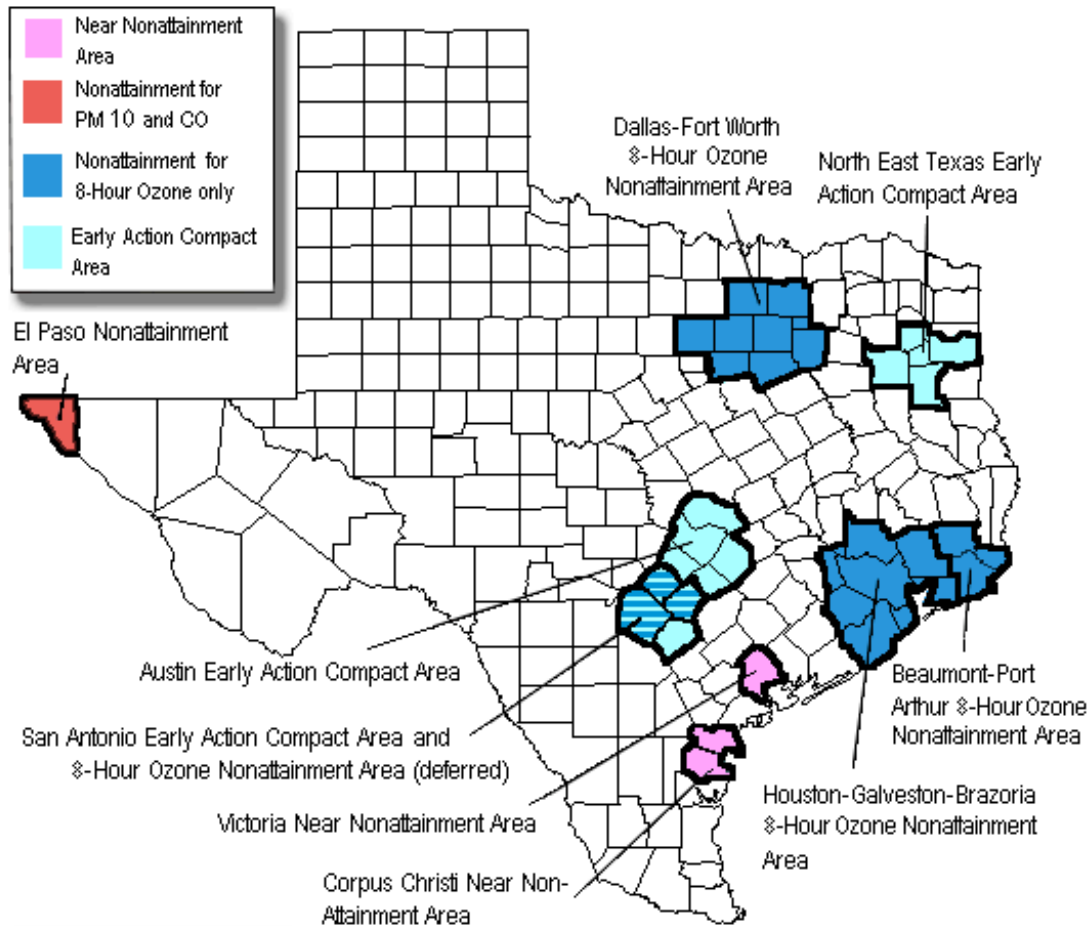 Near Nonattainment
Area
Nonattainment for
PM 10 and CO
Nonattainment for
8-Hour Ozone only
Early Action Compact
Area
Dallas-Fort Worth
8-Hour Ozone
Nonattainment Area
North East Texas Early
Action Compact Area
El Paso Nonattainment
Area
Austin Early Action Compact Area
San Antonio Early Action Compact Area and
8-Hour Ozone Nonattainment Area (deferred)
Victoria Near Nonattainment Area
Corpus Christi Near Non-
Attainment Area
Beaumont-Port
Arthur 8-Hour Ozone
Nonattainment Area
Houston-Galveston-Brazoria
8-Hour Ozone Nonattainment
Area